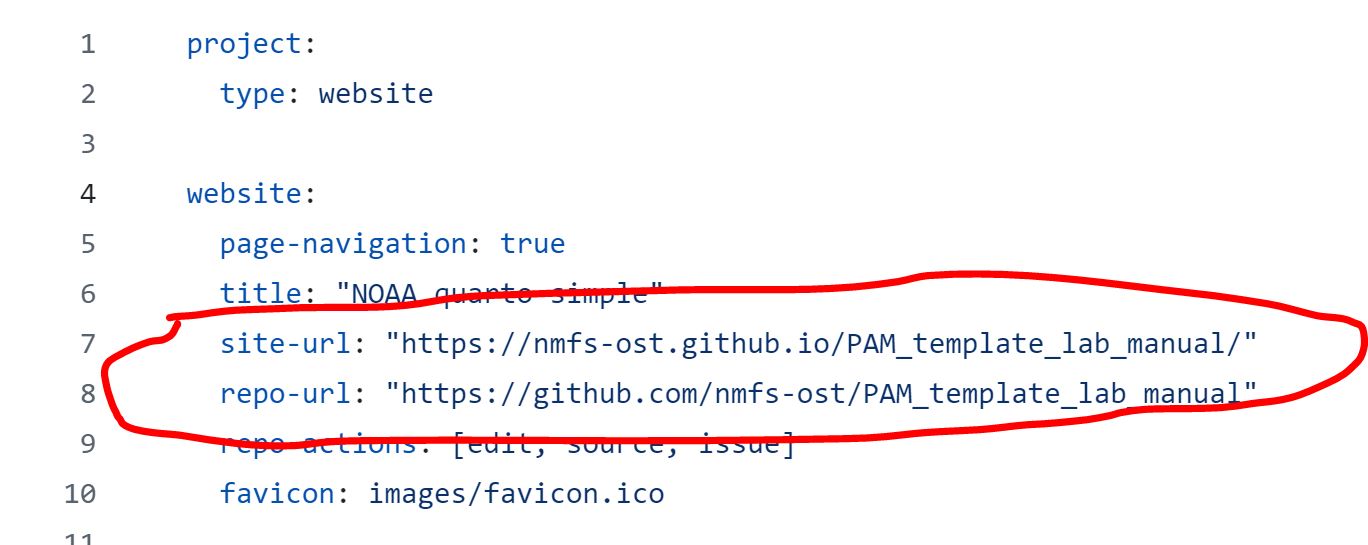 1 project:
2 type: website
3
4 website:
5 page-navigation: true
6 title: "NOAA quarto simple"
7 site-url: "https://nmfs-ost.github.io/PAM_template_lab_manual/"
8 repo-url: "https://github.com/nmfs-ost/PAM_template_lab_manual"
9 repo-actions: [edit, source, issue]
10 favicon: images/favicon.ico
11